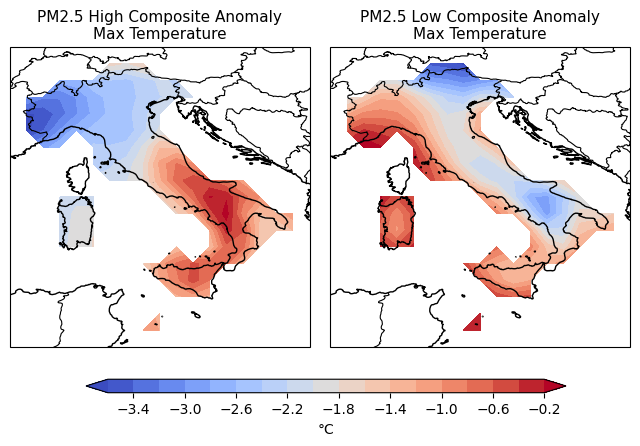 PM2.5 High Composite Anomaly
Max Temperature
PM2.5 Low Composite Anomaly
Max Temperature
−3.4 −3.0 −2.6 −2.2 −1.8 −1.4 −1.0 −0.6 −0.2
°C